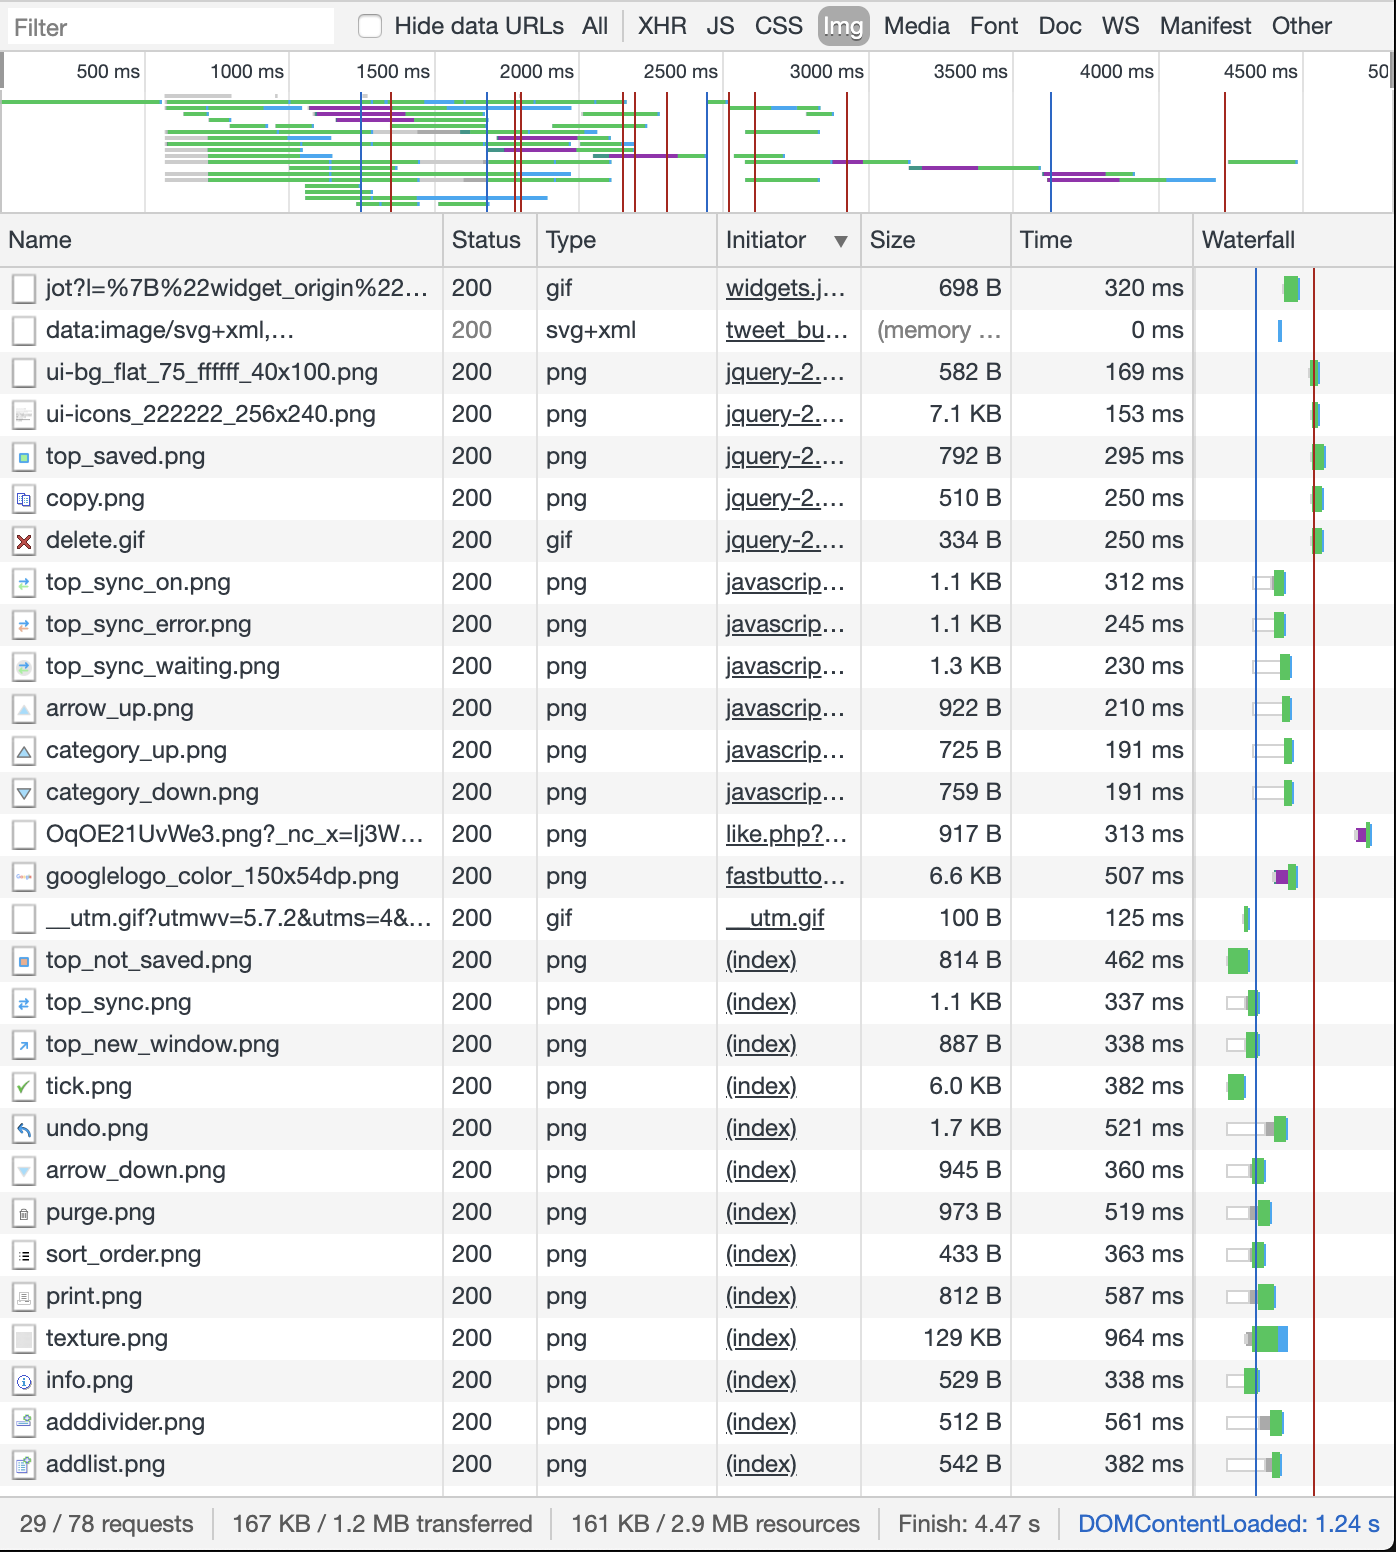 Filter Hide data URLs All XHR JS CSS Img Media Font Doc WS Manifest Other
500 ms 1000 ms 1500 ms 2000 ms 2500 ms 3000 ms 3500 ms 4000 ms 4500 ms 50
Name Status Type Initiator ▼ Size Time Waterfall
jot?l=%7B%22widget_origin%22... 200 gif widgets.j... 698 B 320 ms
data:image/svg+xml,... 200 svg+xml tweet_bu... (memory ... 0 ms
ui-bg_flat_75_ffffff_40x100.png 200 png jquery-2.... 582 B 169 ms
ui-icons_222222_256x240.png 200 png jquery-2.... 7.1 KB 153 ms
top_saved.png 200 png jquery-2.... 792 B 295 ms
copy.png 200 png jquery-2.... 510 B 250 ms
delete.gif 200 gif jquery-2.... 334 B 250 ms
top_sync_on.png 200 png javascrip... 1.1 KB 312 ms
top_sync_error.png 200 png javascrip... 1.1 KB 245 ms
top_sync_waiting.png 200 png javascrip... 1.3 KB 230 ms
arrow_up.png 200 png javascrip... 922 B 210 ms
category_up.png 200 png javascrip... 725 B 191 ms
category_down.png 200 png javascrip... 759 B 191 ms
OqOE21UvWe3.png?_nc_x=lj3W... 200 png like.php?... 917 B 313 ms
googlelogo_color_150x54dp.png 200 png fastbutto... 6.6 KB 507 ms
__utm.gif?utmwv=5.7.2&utms=4&... 200 gif __utm.gif 100 B 125 ms
top_not_saved.png 200 png (index) 814 B 462 ms
top_sync.png 200 png (index) 1.1 KB 337 ms
top_new_window.png 200 png (index) 887 B 338 ms
tick.png 200 png (index) 6.0 KB 382 ms
undo.png 200 png (index) 1.7 KB 521 ms
arrow_down.png 200 png (index) 945 B 360 ms
purge.png 200 png (index) 973 B 519 ms
sort_order.png 200 png (index) 433 B 363 ms
print.png 200 png (index) 812 B 587 ms
texture.png 200 png (index) 129 KB 964 ms
info.png 200 png (index) 529 B 338 ms
adddivider.png 200 png (index) 512 B 561 ms
addlist.png 200 png (index) 542 B 382 ms
29 / 78 requests 167 KB / 1.2 MB transferred 161 KB / 2.9 MB resources Finish: 4.47 s DOMContentLoaded: 1.24 s